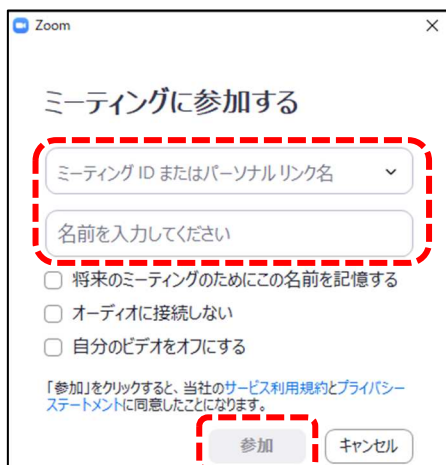 Zoom
ミーティングに参加する
ミーティング ID またはパーソナル リンク名
名前を入力してください
将来のミーティングのためにこの名前を記憶する
オーディオに接続しない
自分のビデオをオフにする
「参加」をクリックすると、当社のサービス利用規約とプライバシー
ステートメントに同意したことになります。
参加 キャンセル